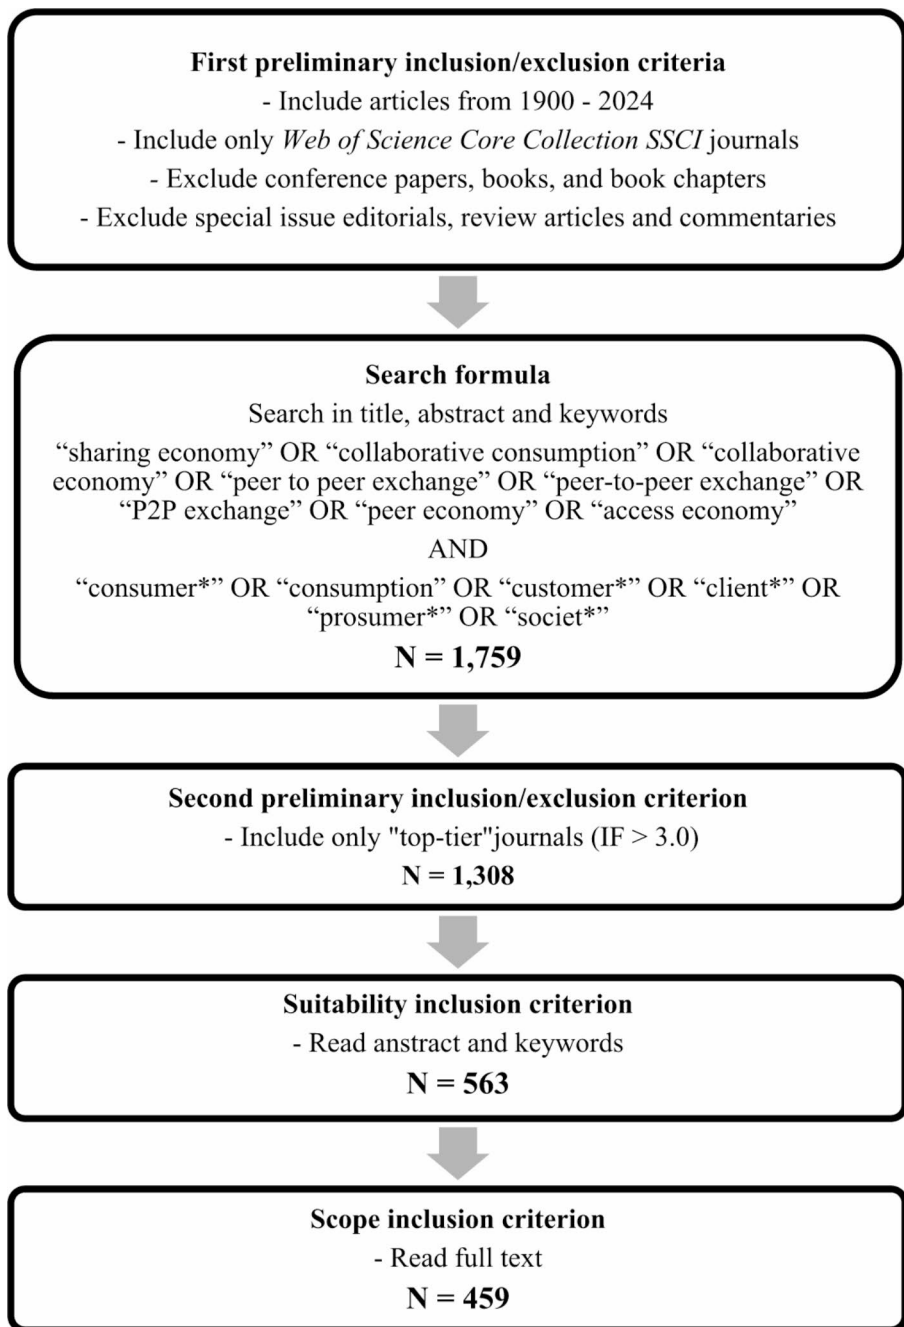 First preliminary inclusion/exclusion criteria
- Include articles from 1900 - 2024
- Include only Web of Science Core Collection SSCI journals
- Exclude conference papers, books, and book chapters
- Exclude special issue editorials, review articles and commentaries
Search formula
Search in title, abstract and keywords
“sharing economy” OR “collaborative consumption” OR “collaborative
economy” OR “peer to peer exchange” OR “peer-to-peer exchange” OR
“P2P exchange” OR “peer economy” OR “access economy”
AND
“consumer*” OR “consumption” OR “customer*” OR “client*” OR
“prosumer*” OR “societ*”
N = 1,759
Second preliminary inclusion/exclusion criterion
- Include only "top-tier"journals (IF > 3.0)
N = 1,308
Suitability inclusion criterion
- Read anstract and keywords
N = 563
Scope inclusion criterion
- Read full text
N = 459